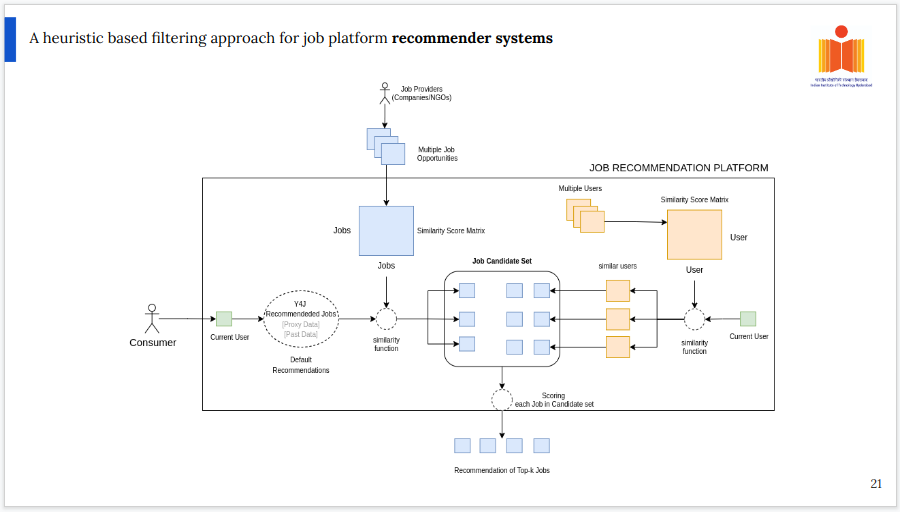 A heuristic based filtering approach for job platform recommender systems
Indian Institute of Technology Hyderabad
Job Providers
(Companies/NGOs)
Multiple Job
Opportunities
JOB RECOMMENDATION PLATFORM
Multiple Users
Similarity Score Matrix
Jobs
Similarity Score Matrix
User
Jobs
Job Candidate Set
similar users
User
Y4J
Recommendeded Jobs
[Proxy Data]
[Past Data]
Consumer
Current User
similarity
function
similarity
function
Current User
Default
Recommendations
Scoring
each Job in Candidate set
Recommendation of Top-k Jobs
21